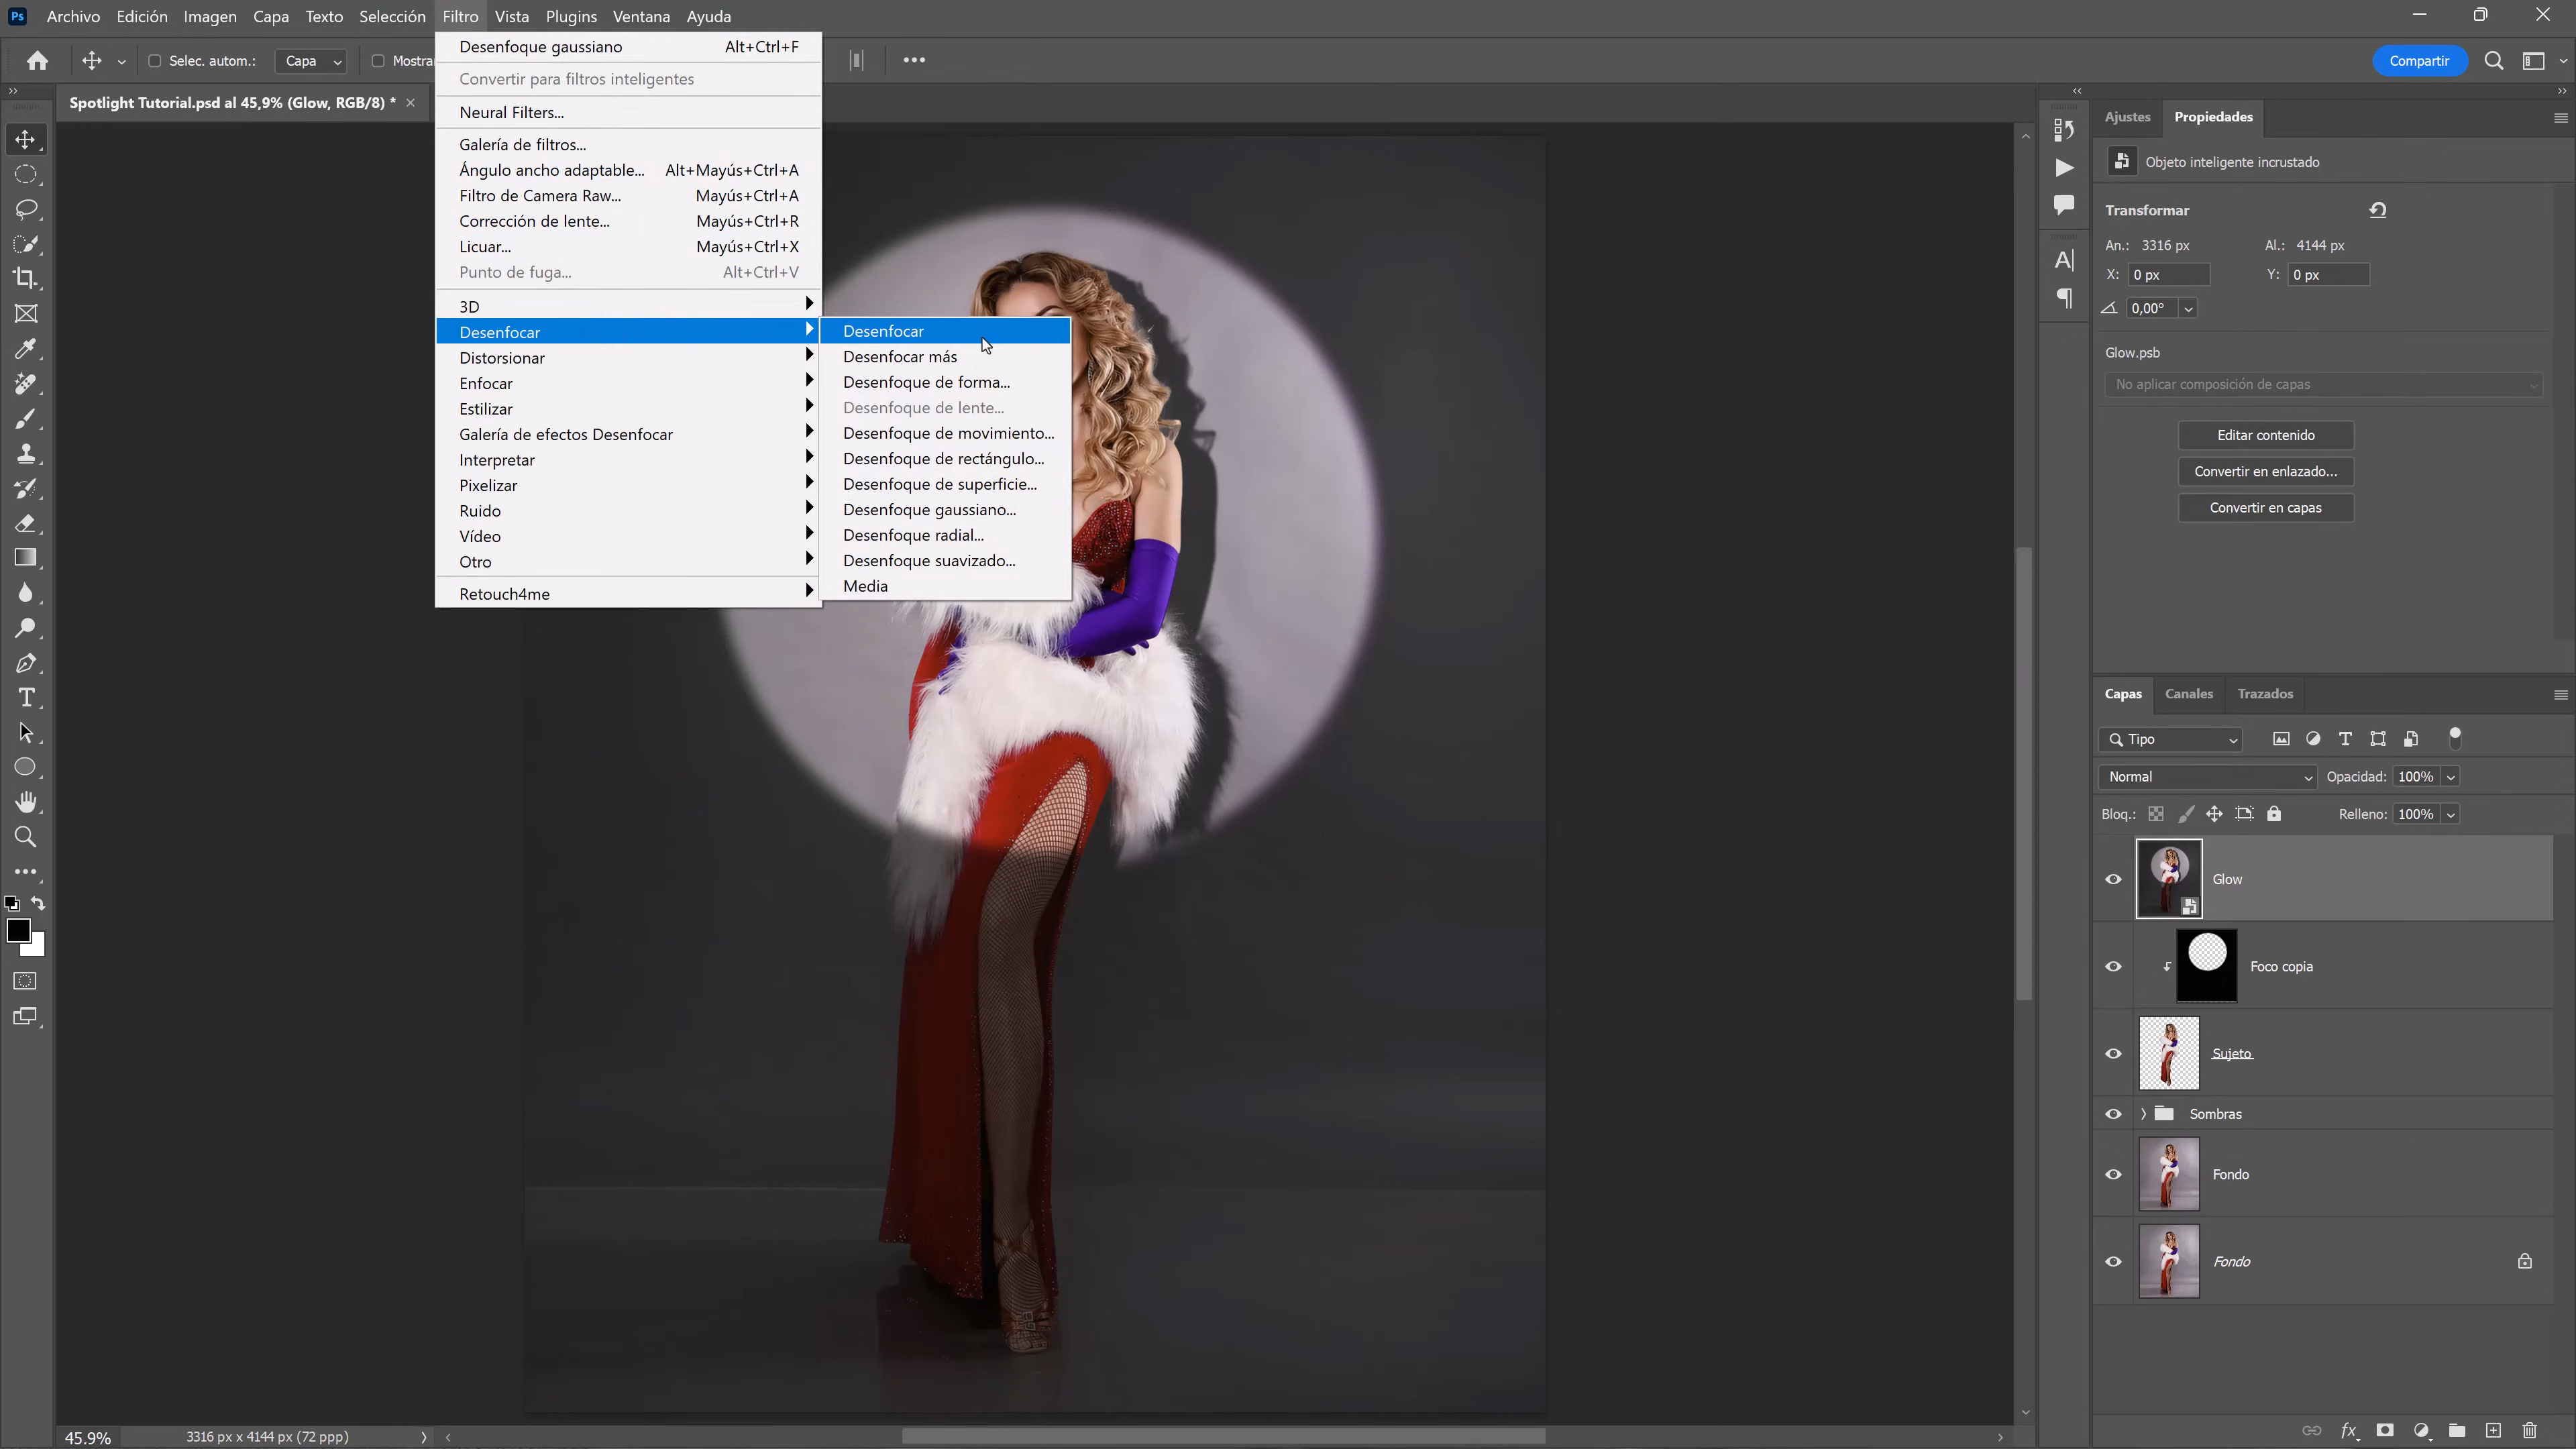 Ps Archivo Edición Imagen Capa Texto Selección Filtro Vista Plugins Ventana Ayuda
Selec. autom.: Capa Mostra
Compartir
Spotlight Tutorial.psd al 45,9% (Glow, RGB/8) *
Desenfoque gaussiano Alt+Ctrl+F
Convertir para filtros inteligentes
Neural Filters...
Galería de filtros...
Ángulo ancho adaptable... Alt+Mayús+Ctrl+A
Filtro de Camera Raw... Mayús+Ctrl+A
Corrección de lente... Mayús+Ctrl+R
Licuar... Mayús+Ctrl+X
Punto de fuga... Alt+Ctrl+V
3D
Desenfocar
Distorsionar
Enfocar
Estilizar
Galería de efectos Desenfocar
Interpretar
Pixelizar
Ruido
Vídeo
Otro
Retouch4me
Desenfocar
Desenfocar más
Desenfoque de forma...
Desenfoque de lente...
Desenfoque de movimiento...
Desenfoque de rectángulo...
Desenfoque de superficie...
Desenfoque gaussiano...
Desenfoque radial...
Desenfoque suavizado...
Media
Ajustes Propiedades
Objeto inteligente incrustado
Transformar
An.: 3316 px Al.: 4144 px
X: 0 px Y: 0 px
0,00°
Glow.psb
No aplicar composición de capas
Editar contenido
Convertir en enlazado...
Convertir en capas
Capas Canales Trazados
Tipo
Normal Opacidad: 100%
Bloq.: Relleno: 100%
Glow
Foco copia
Sujeto
Sombras
Fondo
Fondo
45.9% 3316 px x 4144 px (72 ppp)